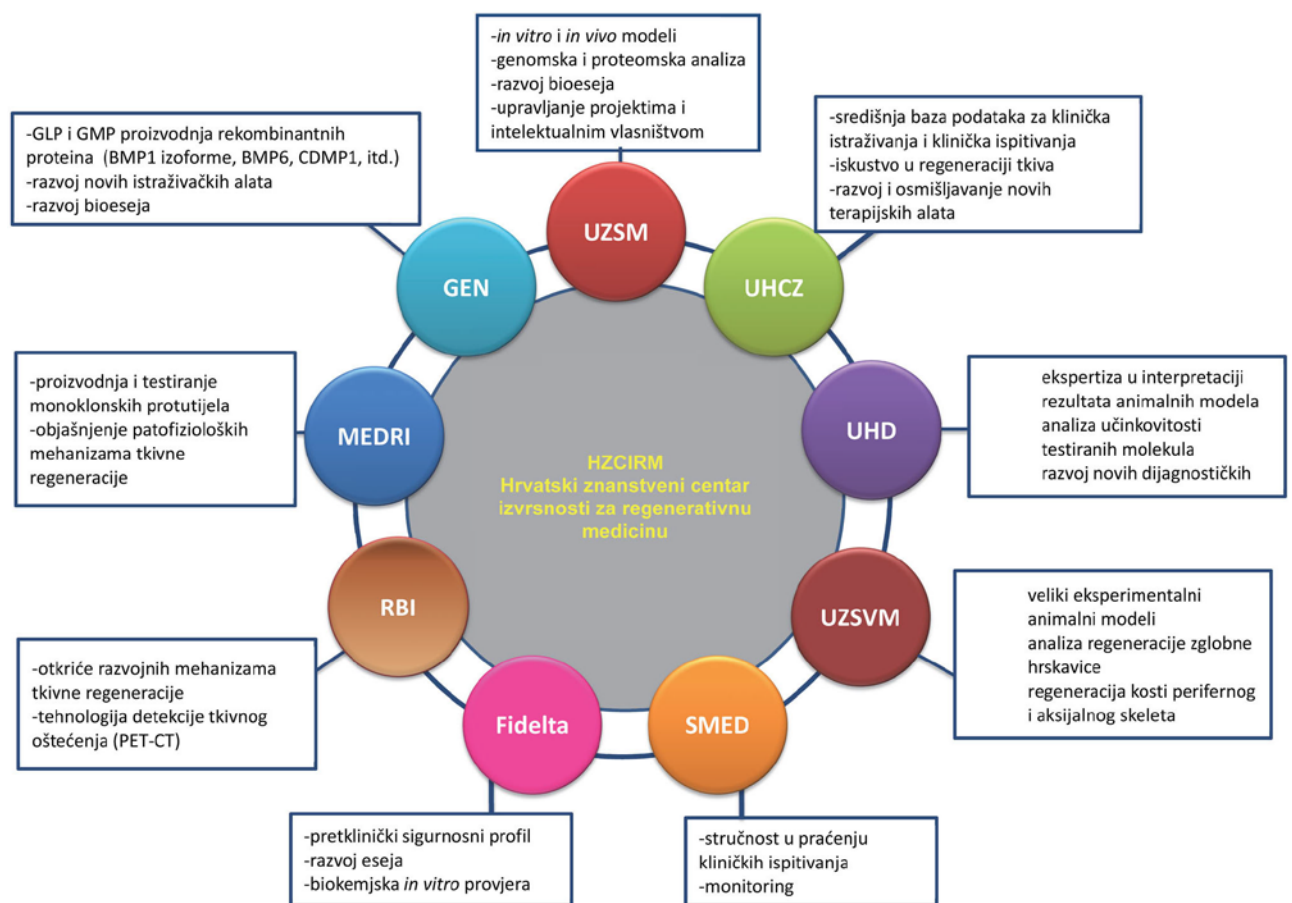 -in vitro i in vivo modeli
-genomska i proteomska analiza
-razvoj bioeseja
-upravljanje projektima i
intelektualnim vlasništvom
-GLP i GMP proizvodnja rekombinantnih
proteina (BMP1 izoforme, BMP6, CDMP1, itd.)
-razvoj novih istraživačkih alata
-razvoj bioeseja
-središnja baza podataka za klinička
istraživanja i klinička ispitivanja
-iskustvo u regeneraciji tkiva
-razvoj i osmišljavanje novih
terapijskih alata
UZSM
GEN
UHCZ
-proizvodnja i testiranje
monoklonskih protutijela
-objašnjenje patofizioloških
mehanizama tkivne
regeneracije
MEDRI
UHD
ekspertiza u interpretaciji
rezultata animalnih modela
analiza učinkovitosti
testiranih molekula
razvoj novih dijagnostičkih
HZCIRM
Hrvatski znanstveni centar
izvrsnosti za regenerativnu
medicinu
RBI
UZSVM
veliki eksperimentalni
animalni modeli
analiza regeneracije zglobne
hrskavice
regeneracija kosti perifernog
i aksijalnog skeleta
-otkriće razvojnih mehanizama
tkivne regeneracije
-tehnologija detekcije tkivnog
oštećenja (PET-CT)
Fidelta
SMED
-pretklinički sigurnosni profil
-razvoj eseja
-biokemjska in vitro provjera
-stručnost u praćenju
kliničkih ispitivanja
-monitoring